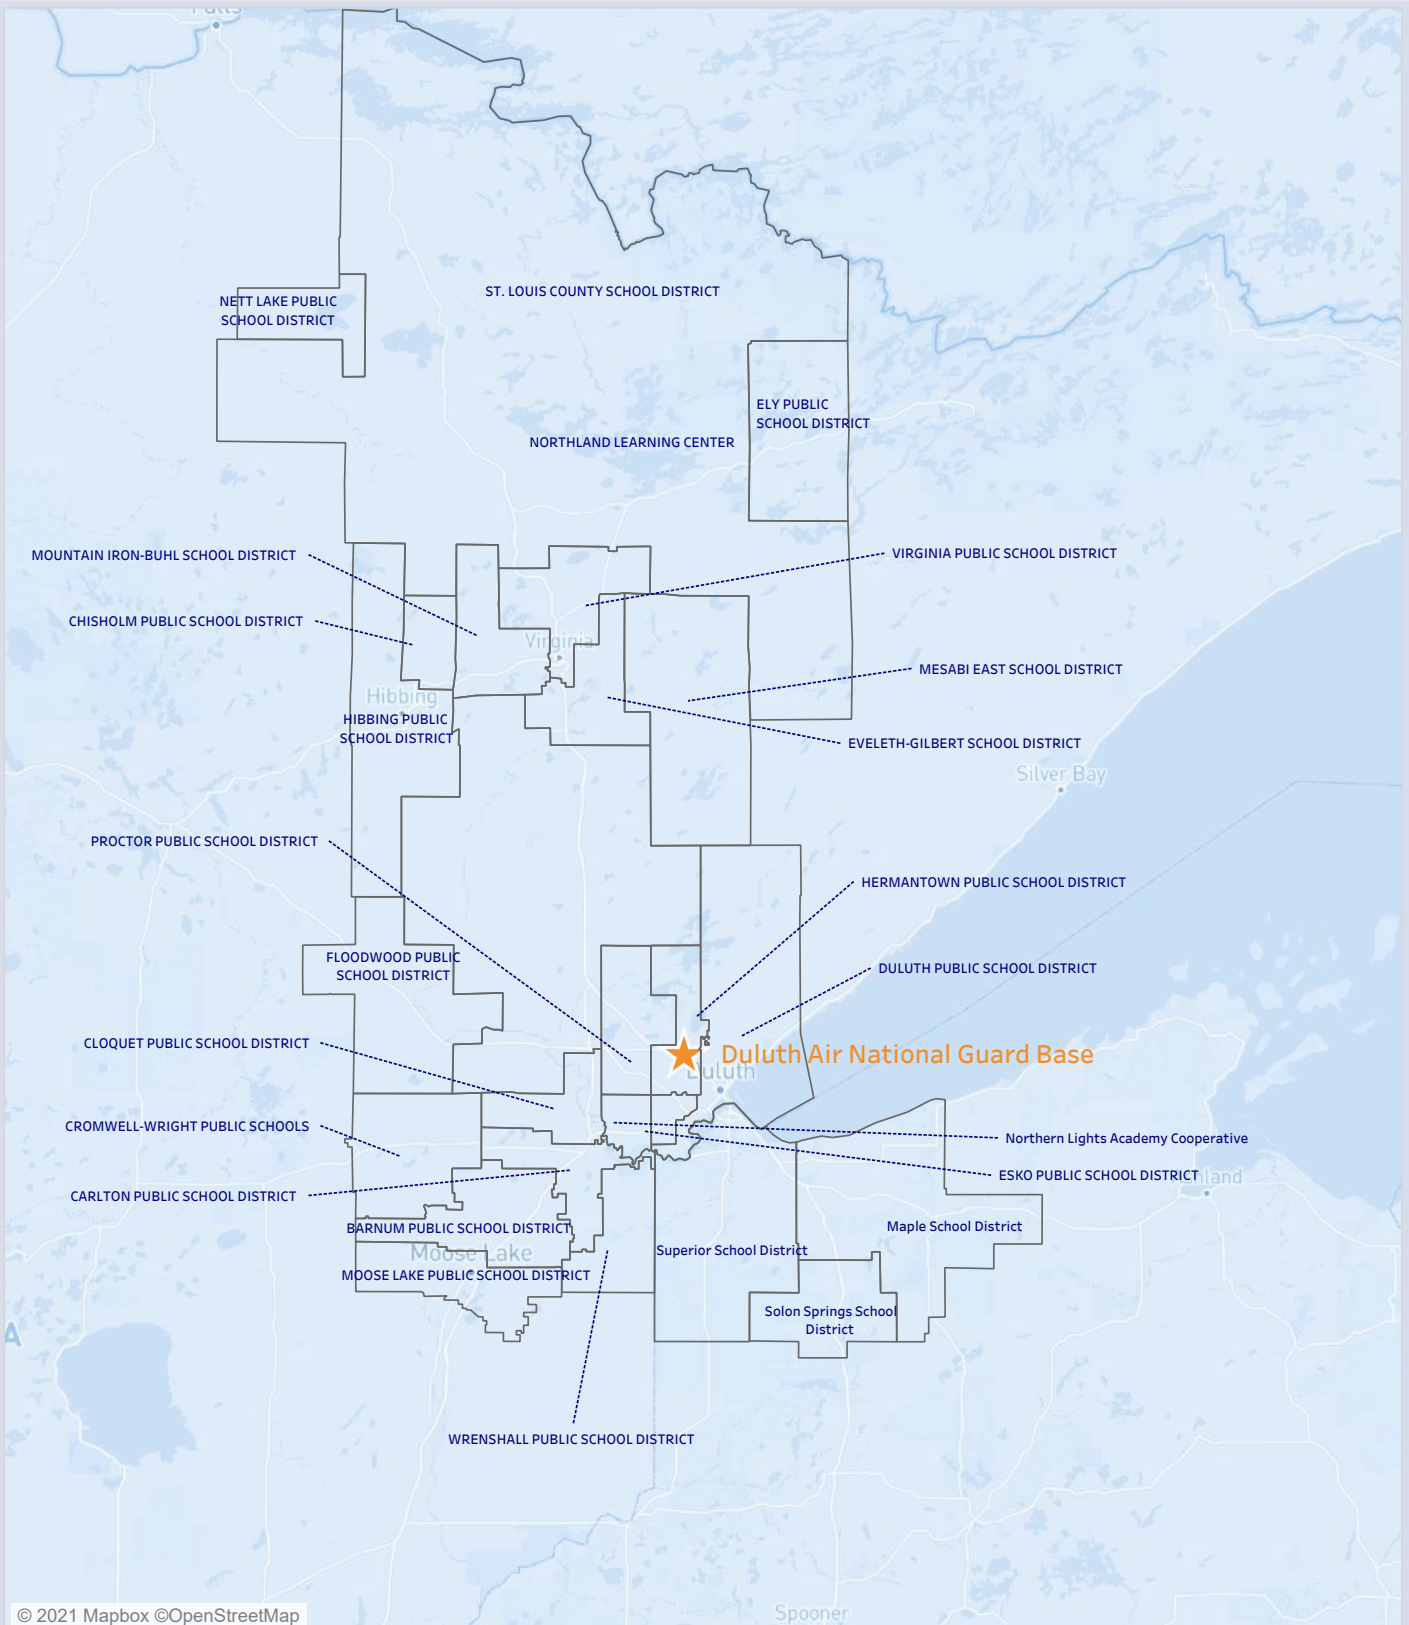 Falls
NETT LAKE PUBLIC
SCHOOL DISTRICT
ST. LOUIS COUNTY SCHOOL DISTRICT
ELY PUBLIC
SCHOOL DISTRICT
NORTHLAND LEARNING CENTER
MOUNTAIN IRON-BUHL SCHOOL DISTRICT
VIRGINIA PUBLIC SCHOOL DISTRICT
CHISHOLM PUBLIC SCHOOL DISTRICT
Virginia
MESABI EAST SCHOOL DISTRICT
Hibbing
HIBBING PUBLIC
SCHOOL DISTRICT
EVELETH-GILBERT SCHOOL DISTRICT
Silver Bay
PROCTOR PUBLIC SCHOOL DISTRICT
HERMANTOWN PUBLIC SCHOOL DISTRICT
FLOODWOOD PUBLIC
SCHOOL DISTRICT
DULUTH PUBLIC SCHOOL DISTRICT
CLOQUET PUBLIC SCHOOL DISTRICT
Duluth Air National Guard Base
Duluth
CROMWELL-WRIGHT PUBLIC SCHOOLS
Northern Lights Academy Cooperative
ESKO PUBLIC SCHOOL DISTRICT
CARLTON PUBLIC SCHOOL DISTRICT
BARNUM PUBLIC SCHOOL DISTRICT
Maple School District
Moose Lake
Superior School District
MOOSE LAKE PUBLIC SCHOOL DISTRICT
Solon Springs School
District
WRENSHALL PUBLIC SCHOOL DISTRICT
© 2021 Mapbox ©OpenStreetMap
Spooner